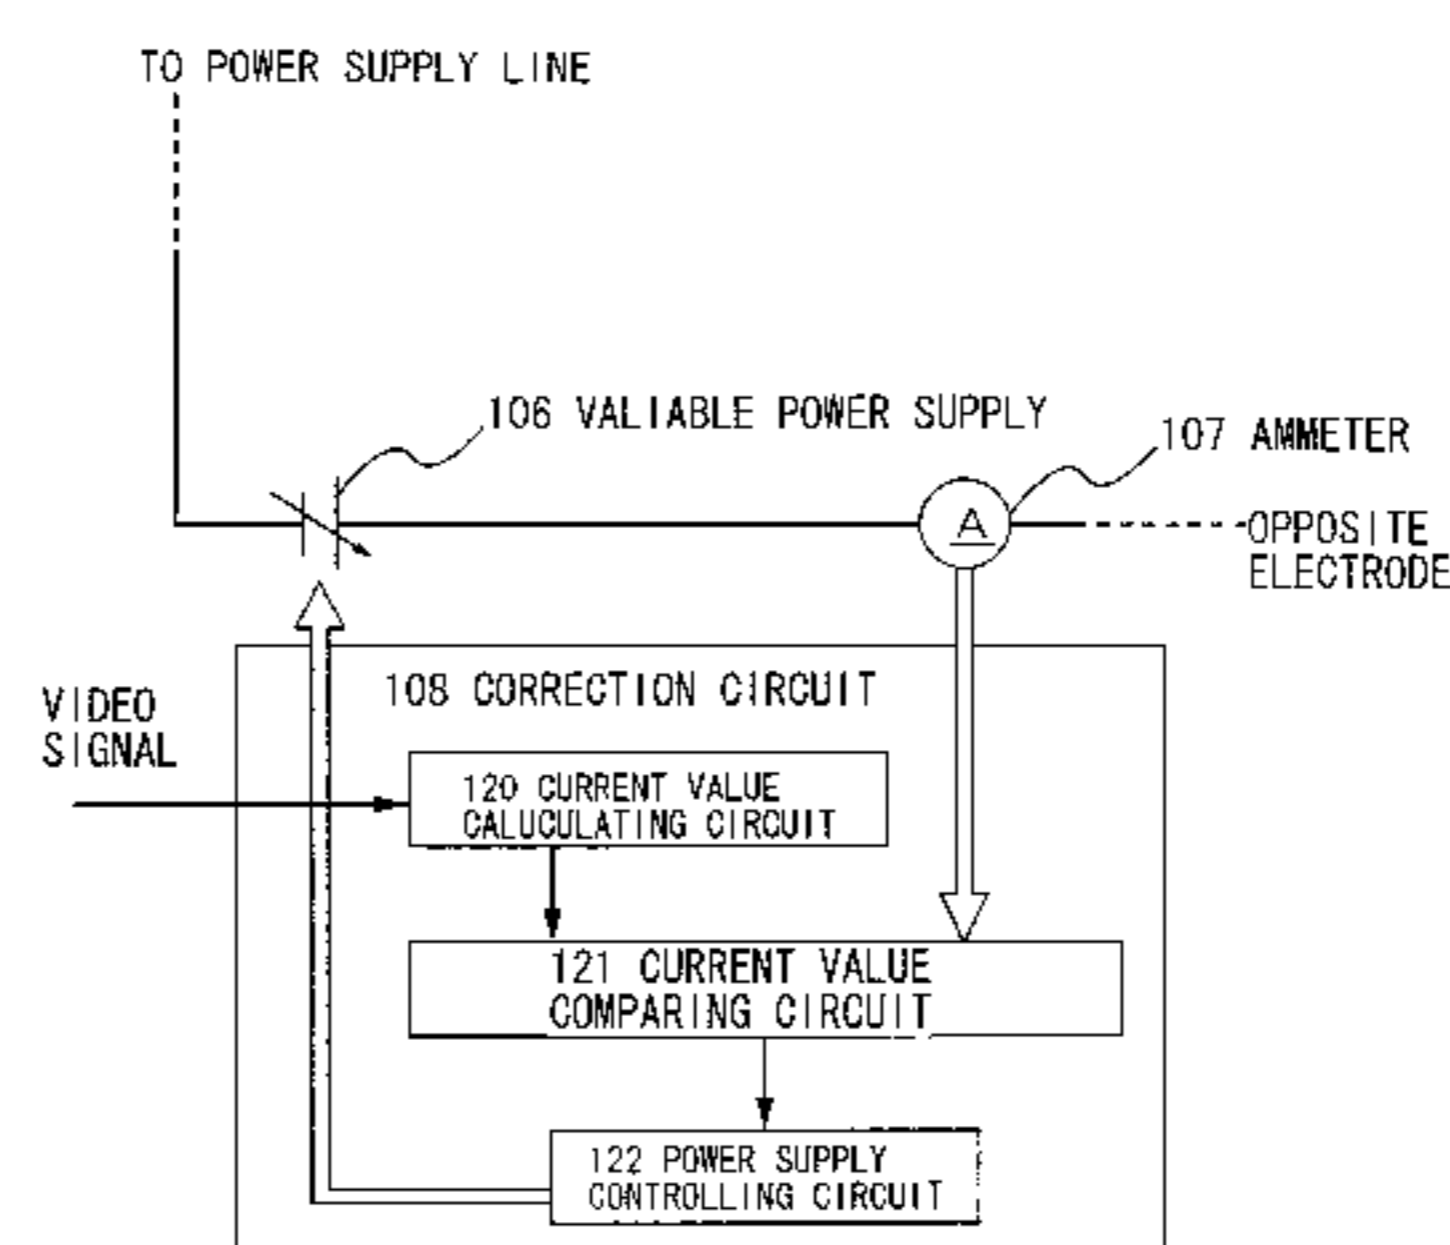 TO POWER SUPPLY LINE
106 VALIABLE POWER SUPPLY
107 AMMETER
A
OPPOSITE
ELECTRODE
VIDEO
SIGNAL
108 CORRECTION CIRCUIT
120 CURRENT VALUE
CALUCULATING CIRCUIT
121 CURRENT VALUE
COMPARING CIRCUIT
122 POWER SUPPLY
CONTROLLING CIRCUIT